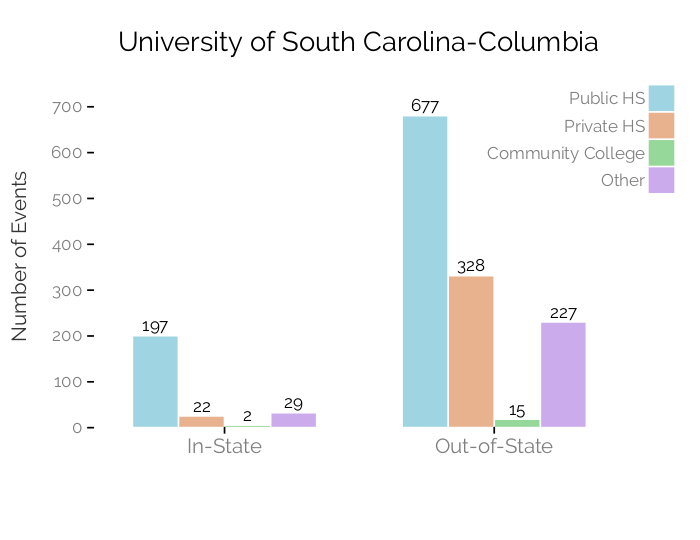 University of South Carolina-Columbia
Public HS
Private HS
Community College
Other
Number of Events
700
600
500
400
300
200
100
0
197
22
2
29
677
328
15
227
In-State
Out-of-State